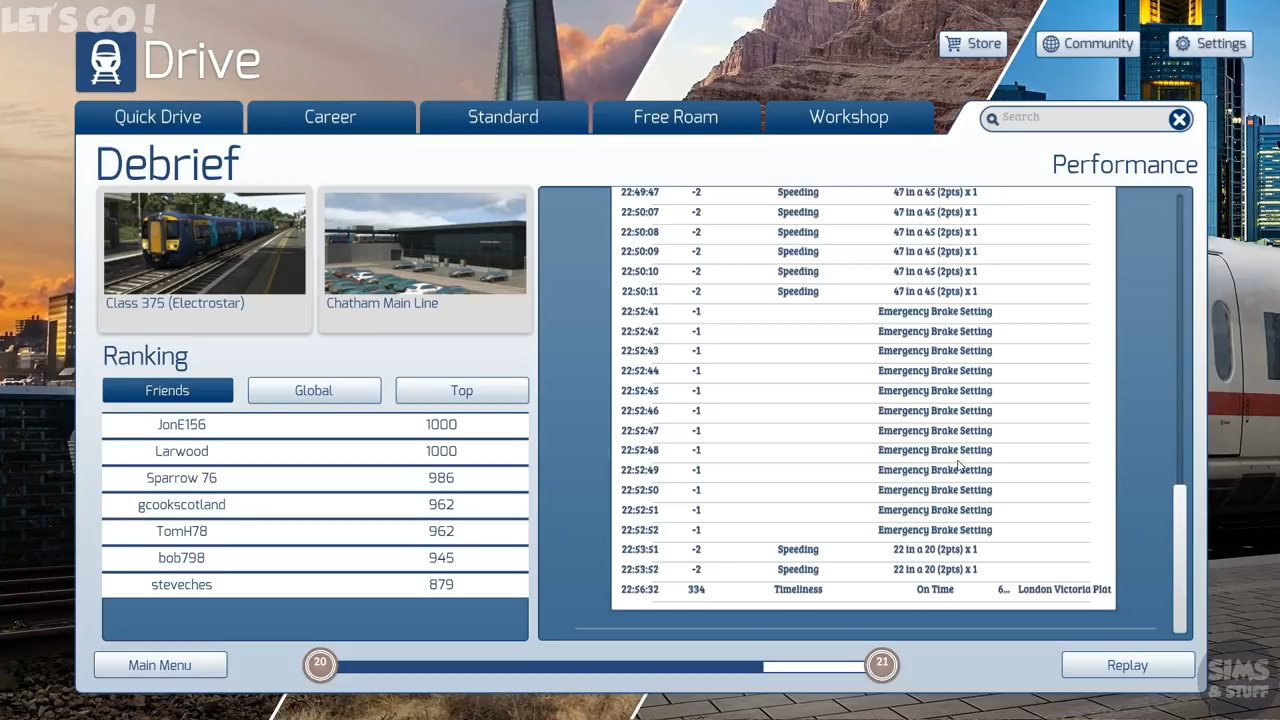 LET'S GO!
Drive
Store
Community
Settings
Quick Drive
Career
Standard
Free Roam
Workshop
Search
Debrief
Performance
Class 375 (Electrostar)
Chatham Main Line
Ranking
Friends
Global
Top
JonE156 1000
Larwood 1000
Sparrow 76 986
gcookscotland 962
TomH78 962
bob798 945
steveches 879
22:49:47 -2 Speeding 47 in a 45 (2pts) x 1
22:50:07 -2 Speeding 47 in a 45 (2pts) x 1
22:50:08 -2 Speeding 47 in a 45 (2pts) x 1
22:50:09 -2 Speeding 47 in a 45 (2pts) x 1
22:50:10 -2 Speeding 47 in a 45 (2pts) x 1
22:50:11 -2 Speeding 47 in a 45 (2pts) x 1
22:52:41 -1 Emergency Brake Setting
22:52:42 -1 Emergency Brake Setting
22:52:43 -1 Emergency Brake Setting
22:52:44 -1 Emergency Brake Setting
22:52:45 -1 Emergency Brake Setting
22:52:46 -1 Emergency Brake Setting
22:52:47 -1 Emergency Brake Setting
22:52:48 -1 Emergency Brake Setting
22:52:49 -1 Emergency Brake Setting
22:52:50 -1 Emergency Brake Setting
22:52:51 -1 Emergency Brake Setting
22:52:52 -1 Emergency Brake Setting
22:53:51 -2 Speeding 22 in a 20 (2pts) x 1
22:53:52 -2 Speeding 22 in a 20 (2pts) x 1
22:56:32 334 Timeliness On Time 6... London Victoria Plat
Main Menu
20
21
Replay
SIMS
& STUFF